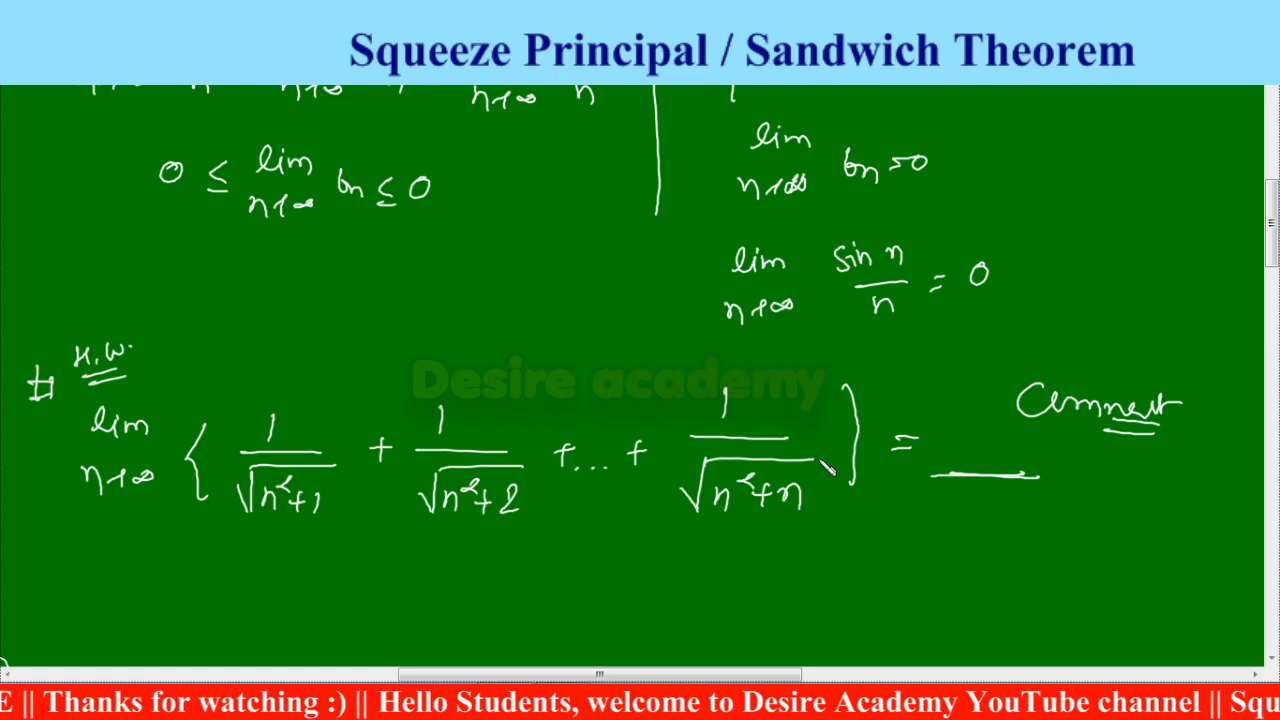 Squeeze Principal / Sandwich Theorem
n→∞ n n→∞ n→∞ n
0 ≤ lim n→∞ bn ≤ 0
lim n→∞ bn = 0
lim n→∞ sin n / n = 0
# H.W.
Desire academy
lim n→∞ { 1/√n²+1 + 1/√n²+2 + ... + 1/√n²+n } = ____
Comment
E || Thanks for watching :) || Hello Students, welcome to Desire Academy YouTube channel || Squ